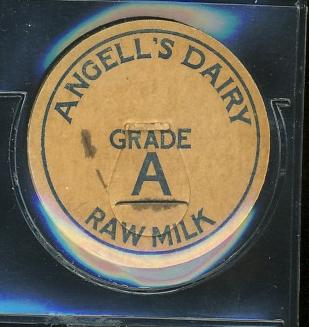 ANGELL'S DAIRY
GRADE
A
RAW MILK